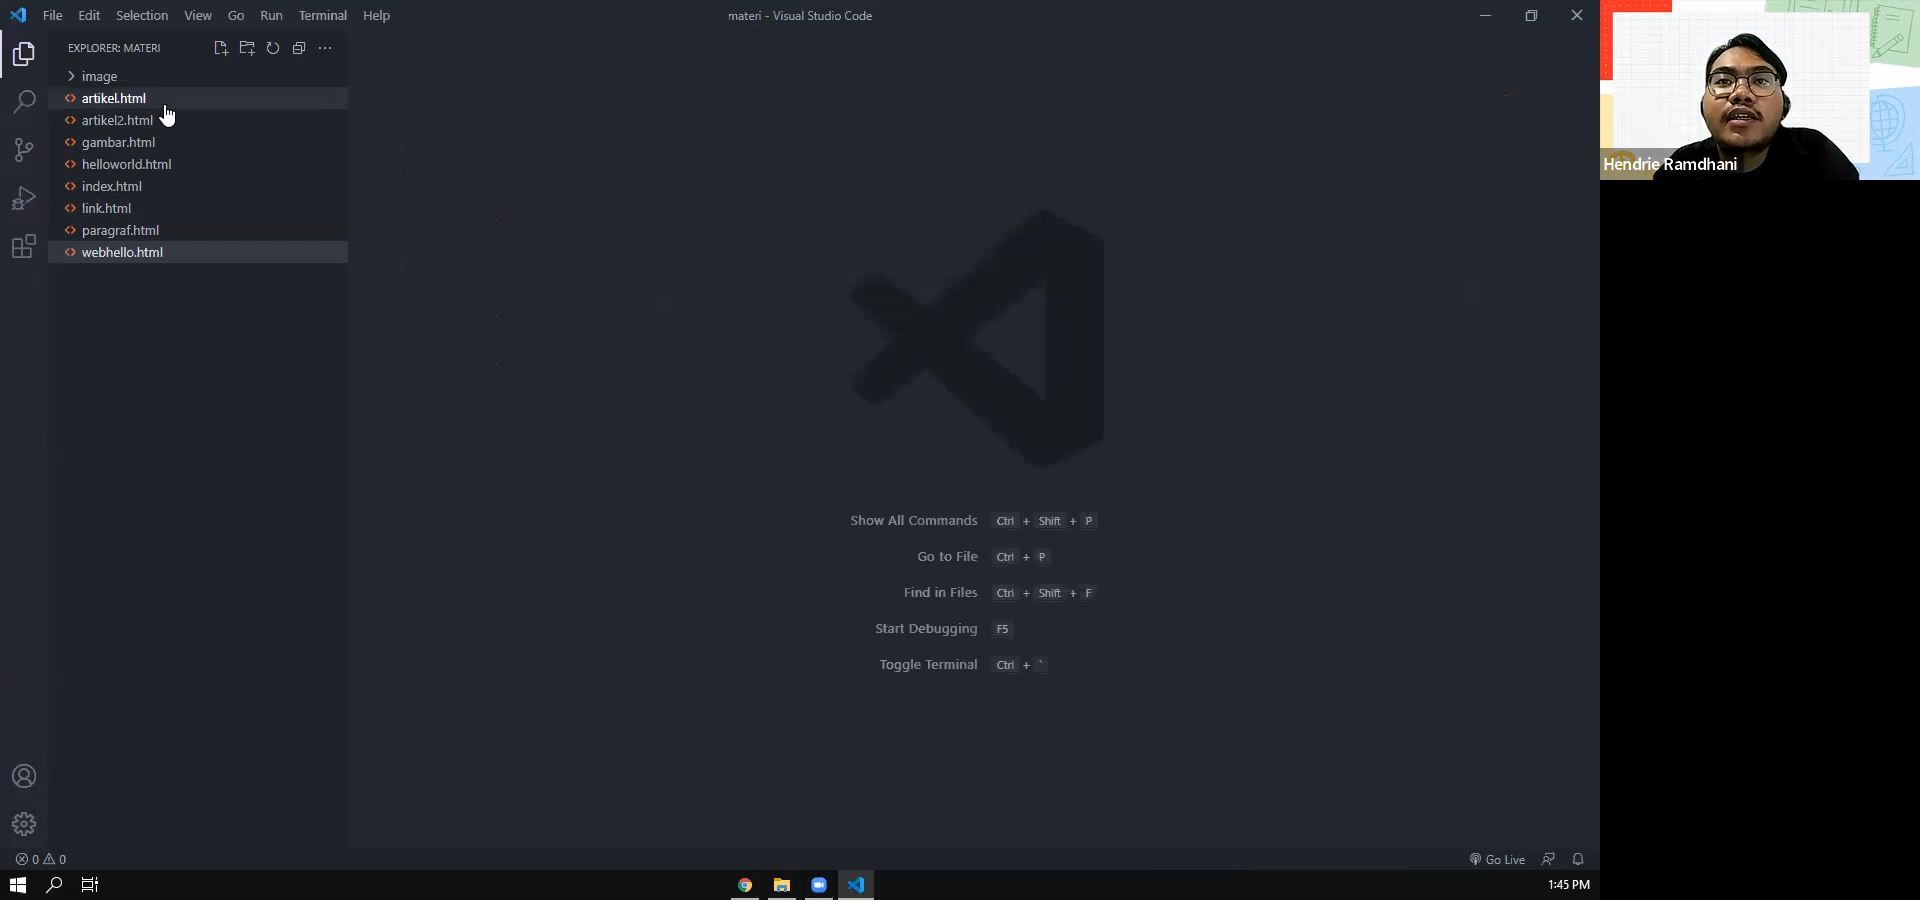 File Edit Selection View Go Run Terminal Help
materi - Visual Studio Code
EXPLORER: MATERI
image
artikel.html
artikel2.html
gambar.html
helloworld.html
index.html
link.html
paragraf.html
webhello.html
Show All Commands Ctrl + Shift + P
Go to File Ctrl + P
Find in Files Ctrl + Shift + F
Start Debugging F5
Toggle Terminal Ctrl + `
0 0
Go Live
1:45 PM
Hendrie Ramdhani